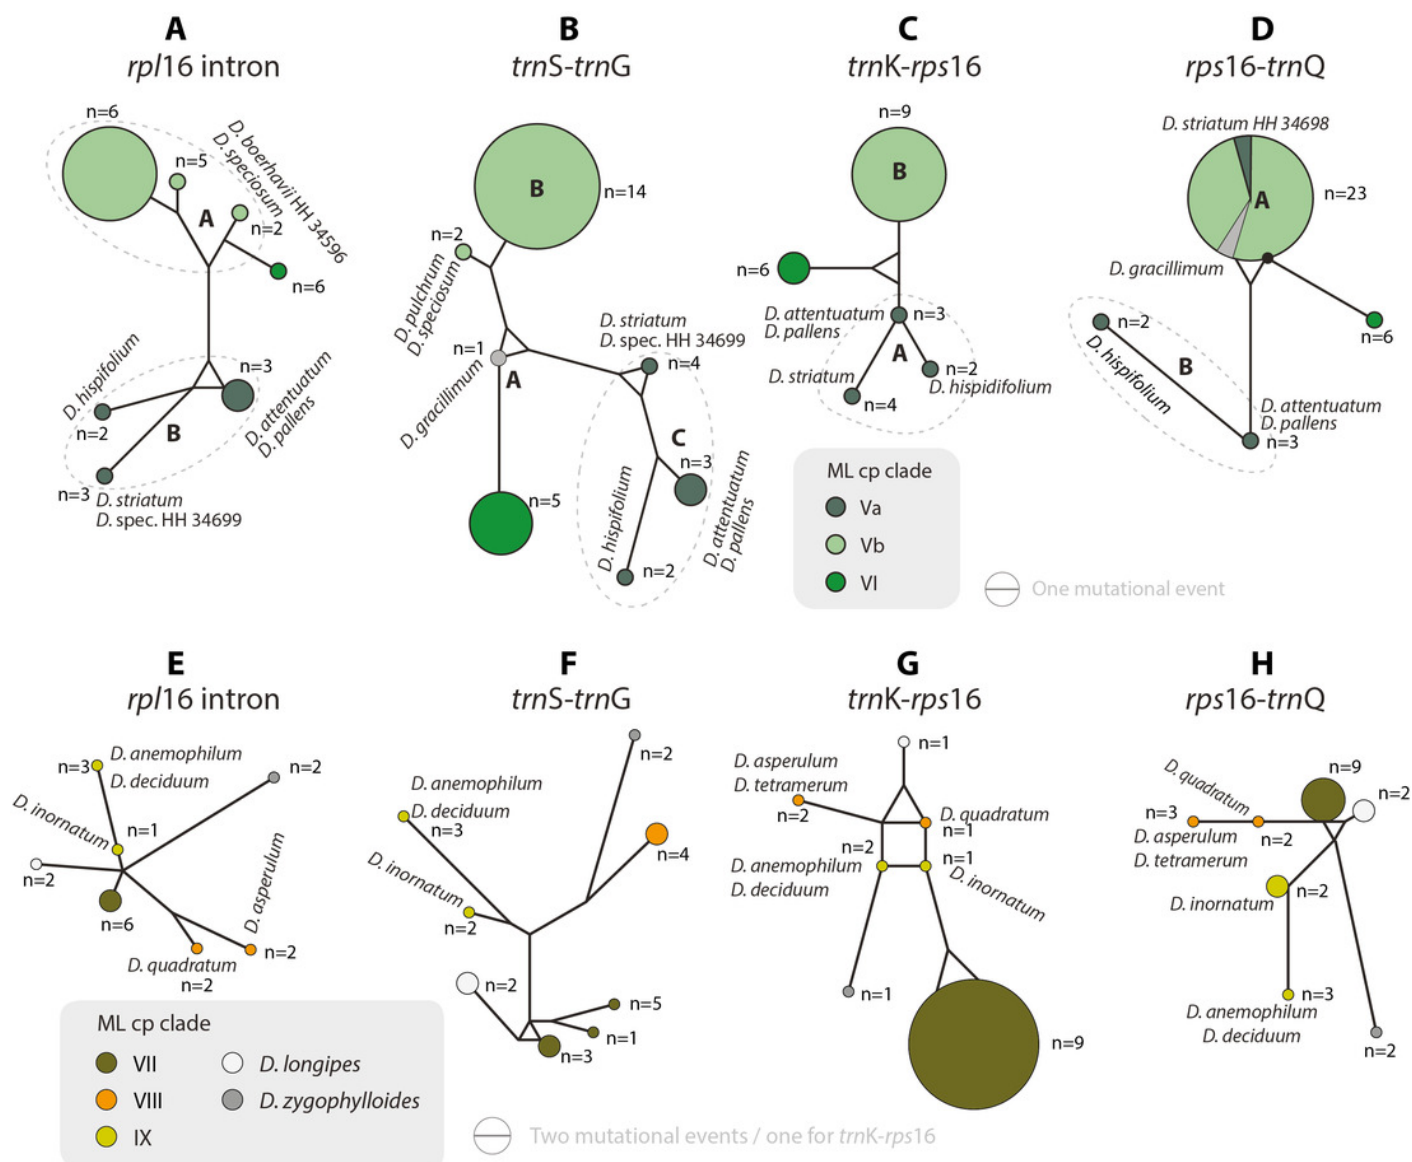 A
rpl16 intron
n=6
D. boerhavii HH 34596
D. speciosum
n=5
A
n=2
n=6
D. hispifolium
n=3
D. attentuatum
D. pallens
n=2
B
n=3
D. striatum
D. spec. HH 34699
B
trnS-trnG
B
n=14
n=2
D. pulchrum
D. speciosum
n=1
A
D. gracillimum
D. striatum
D. spec. HH 34699
n=4
C
n=3
D. attentuatum
D. pallens
D. hispifolium
n=2
n=5
C
trnK-rps16
n=9
B
n=6
D. attentuatum
D. pallens
n=3
A
n=2
D. hispidifolium
D. striatum
n=4
D
rps16-trnQ
D. striatum HH 34698
A
n=23
D. gracillimum
n=2
D. hispifolium
B
n=6
D. attentuatum
D. pallens
n=3
ML cp clade
Va
Vb
VI
One mutational event
E
rpl16 intron
n=3
D. anemophilum
D. deciduum
n=2
D. inornatum
n=1
n=2
n=6
D. asperulum
n=2
D. quadratum
n=2
F
trnS-trnG
n=2
D. anemophilum
D. deciduum
n=3
n=4
D. inornatum
n=2
n=2
n=5
n=1
n=3
G
trnK-rps16
n=1
D. asperulum
D. tetramerum
n=2
D. quadratum
n=1
n=2
n=1
D. anemophilum
D. deciduum
D. inornatum
n=1
n=9
H
rps16-trnQ
n=9
D. quadratum
n=2
n=3
n=2
D. asperulum
D. tetramerum
n=2
D. inornatum
n=3
D. anemophilum
D. deciduum
n=2
ML cp clade
VII
D. longipes
VIII
D. zygophylloides
IX
Two mutational events / one for trnK-rps16